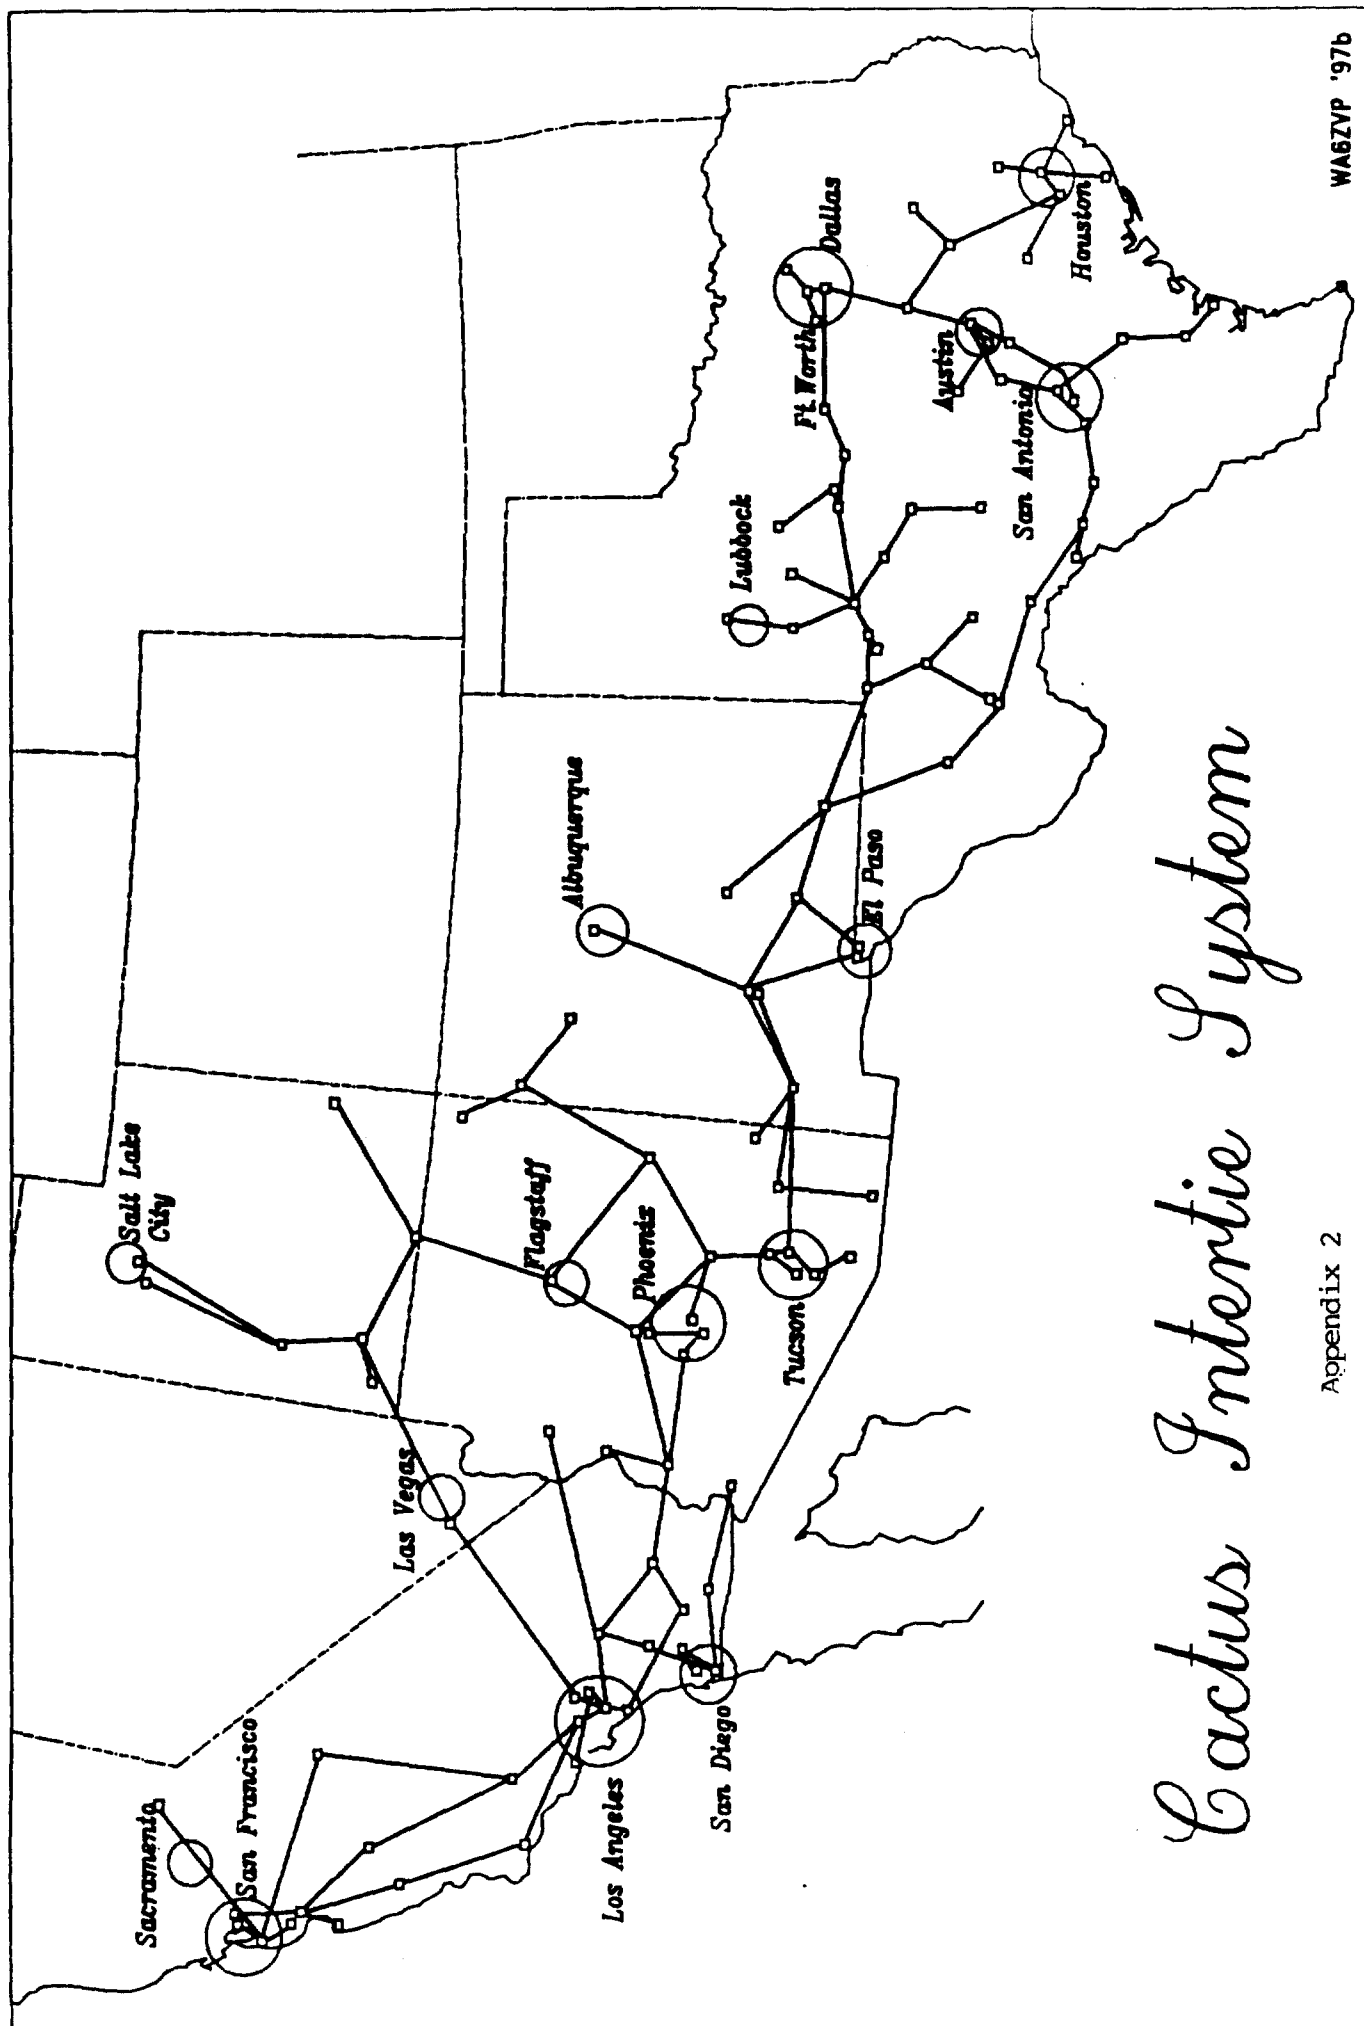 Sacramento
San Francisco
Salt Lake
City
Las Vegas
Los Angeles
San Diego
Flagstaff
Phoenix
Tucson
Albuquerque
El Paso
Lubbock
Ft. Worth
Dallas
Austin
San Antonio
Houston
Cactus Intertie System
Appendix 2
WA6ZVP '97b